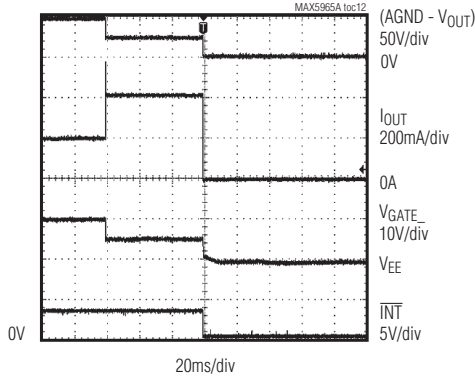 MAX5965A toc12
(AGND - VOUT)
50V/div
0V
T
IOUT
200mA/div
0A
VGATE_
10V/div
VEE
INT
5V/div
0V
20ms/div